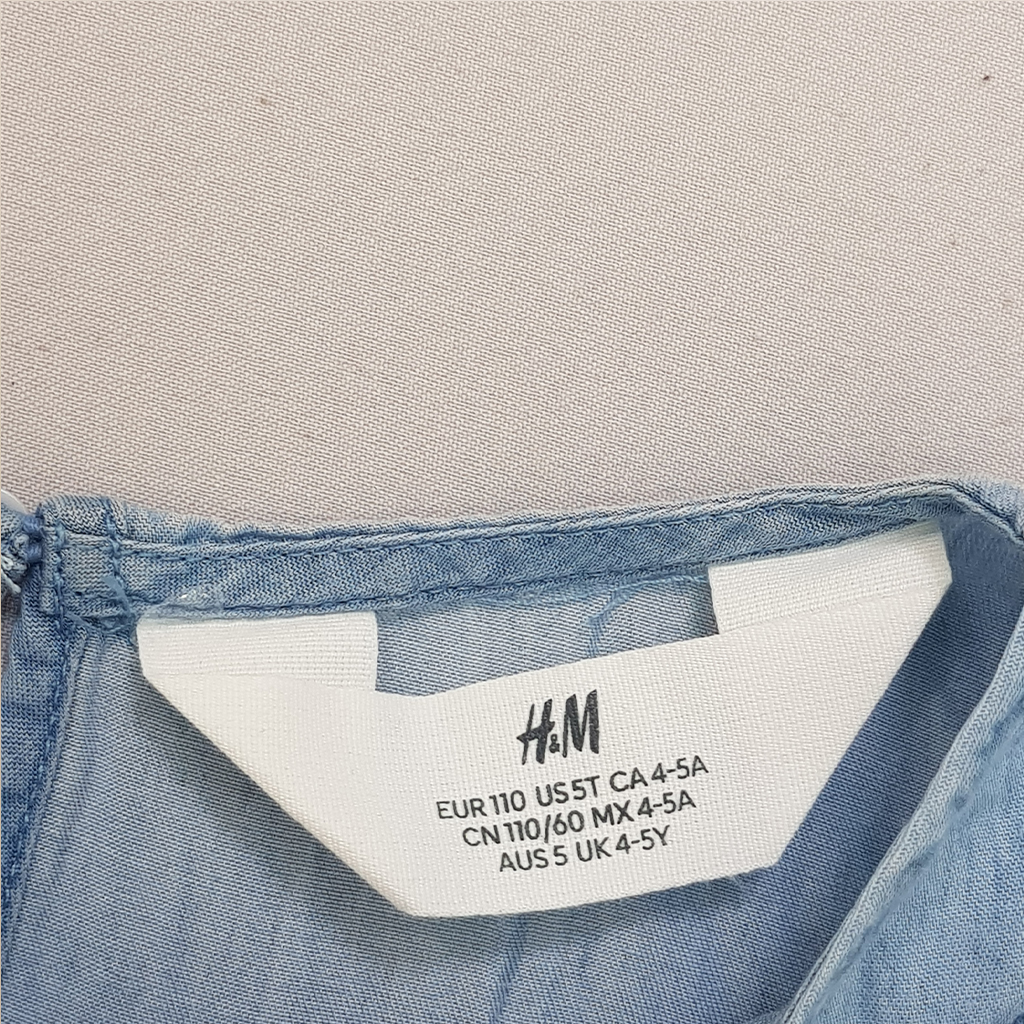 H&M
EUR 110 US 5T CA 4-5A
CN 110/60 MX 4-5A
AUS 5 UK 4-5Y